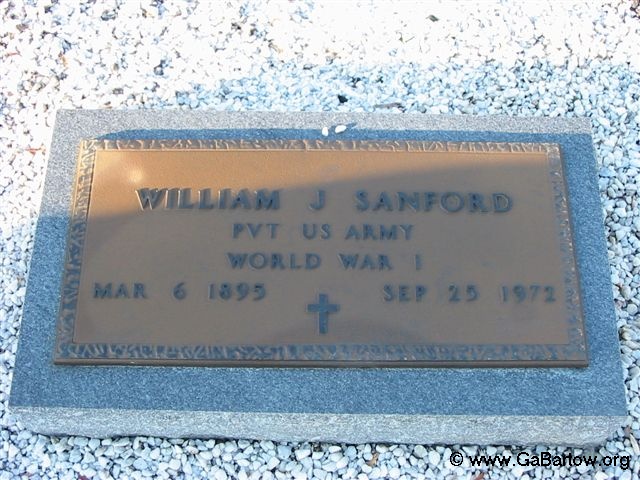 WILLIAM J SANFORD
PVT US ARMY
WORLD WAR I
MAR 6 1895 SEP 25 1972
© www.GaBartow.org